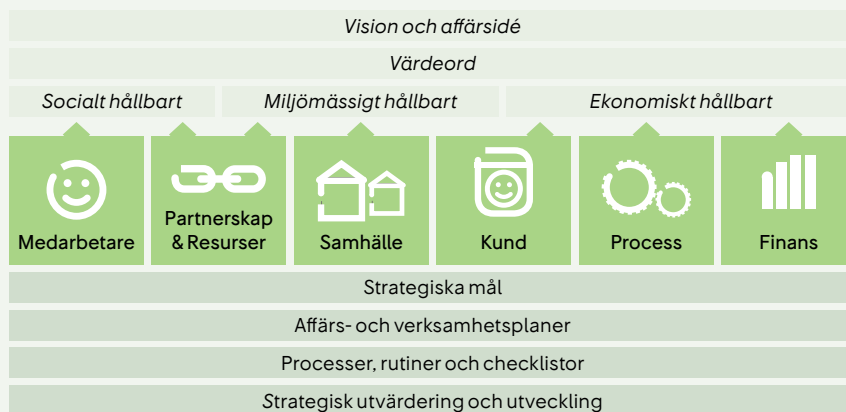 Vision och affärsidé
Värdeord
Socialt hållbart
Miljömässigt hållbart
Ekonomiskt hållbart
Medarbetare
Partnerskap
& Resurser
Samhälle
Kund
Process
Finans
Strategiska mål
Affärs- och verksamhetsplaner
Processer, rutiner och checklistor
Strategisk utvärdering och utveckling